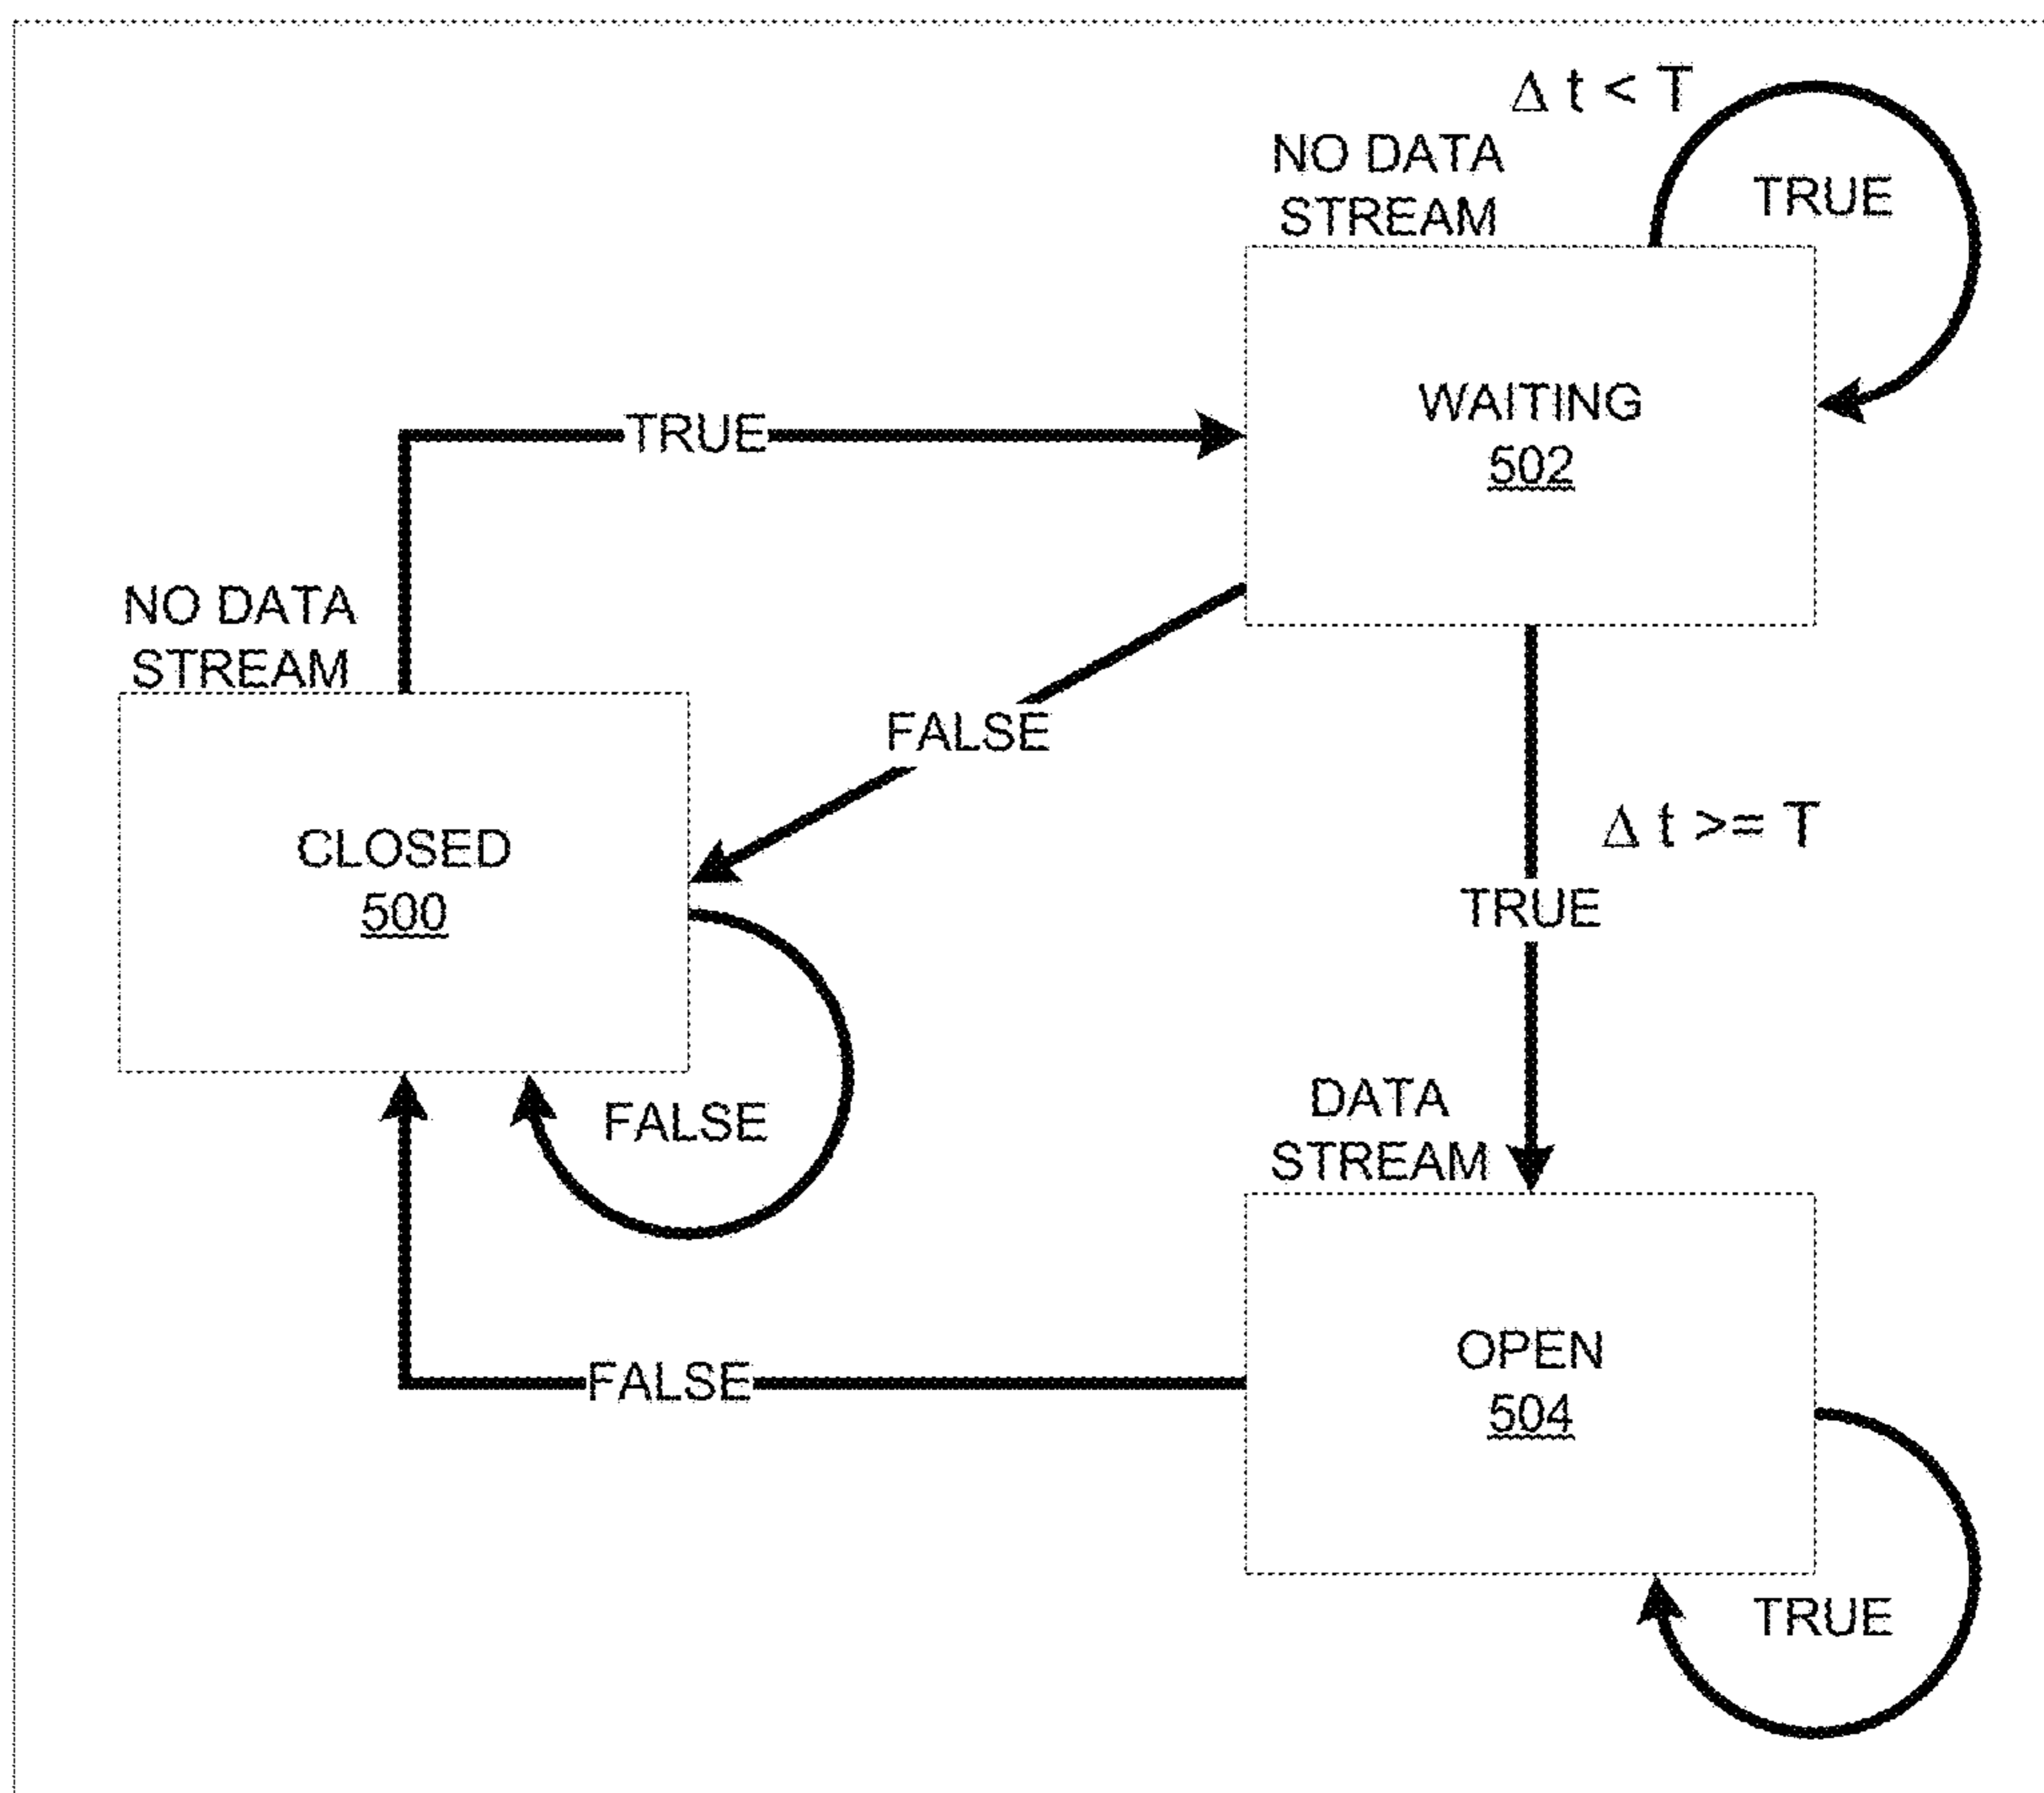 Δ t < T
NO DATA
STREAM
TRUE
WAITING
502
TRUE
NO DATA
STREAM
FALSE
CLOSED
500
Δ t >= T
TRUE
FALSE
DATA
STREAM
OPEN
504
FALSE
TRUE